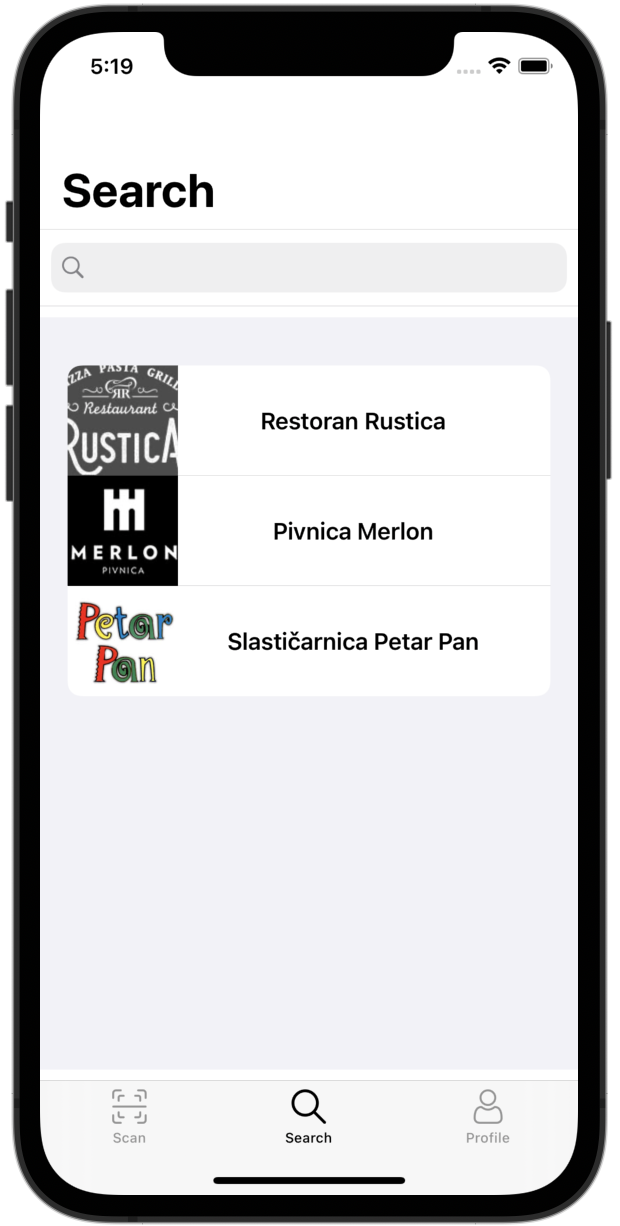 5:19
Search
ZZA PASTA GRILL
RR
Restaurant
RUSTICA
Restoran Rustica
MERLON
PIVNICA
Pivnica Merlon
Petar
Pan
Slastičarnica Petar Pan
Scan
Search
Profile